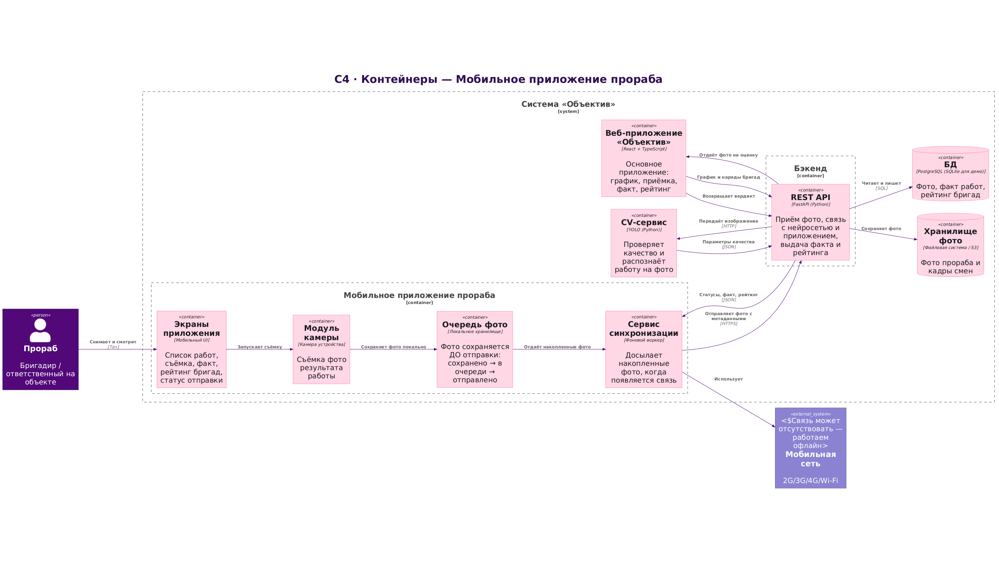 C4 · Контейнеры — Мобильное приложение прораба
Система «Объектив»
[system]
«container»
Веб-приложение
«Объектив»
[React + TypeScript]
Основное
приложение:
график, приёмка,
факт, рейтинг
Отдаёт фото на оценку
График и наряды бригад
Возвращает вердикт
Бэкенд
[container]
«container»
REST API
[FastAPI (Python)]
Приём фото, связь
с нейросетью и
приложением,
выдача факта и
рейтинга
Читает и пишет
[SQL]
«container»
БД
[PostgreSQL (SQLite для демо)]
Фото, факт работ,
рейтинг бригад
Сохраняет фото
«container»
Хранилище
фото
[Файловая система / S3]
Фото прораба и
кадры смен
«container»
CV-сервис
[YOLO (Python)]
Проверяет
качество и
распознаёт
работу на фото
Передаёт изображение
[HTTP]
Параметры качества
[JSON]
Мобильное приложение прораба
[container]
Статусы, факт, рейтинг
[JSON]
Отправляет фото с
метаданными
[HTTPS]
«person»
Прораб
Бригадир /
ответственный на
объекте
Снимает и смотрит
[Тач]
«container»
Экраны
приложения
[Мобильный UI]
Список работ,
съёмка, факт,
рейтинг бригад,
статус отправки
Запускает съёмку
«container»
Модуль
камеры
[Камера устройства]
Съёмка фото
результата
работы
Сохраняет фото локально
«container»
Очередь фото
[Локальное хранилище]
Фото сохраняется
ДО отправки:
сохранено → в
очереди →
отправлено
Отдаёт накопленные фото
«container»
Сервис
синхронизации
[Фоновой воркер]
Досылает
накопленные
фото, когда
появляется связь
Использует
«external_system»
<$Связь может
отсутствовать —
работаем
офлайн>
Мобильная
сеть
2G/3G/4G/Wi-Fi